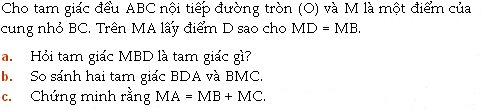 Cho tam giác đều ABC nội tiếp đường tròn (O) và M là một điểm của
cung nhỏ BC. Trên MA lấy điểm D sao cho MD = MB.
a. Hỏi tam giác MBD là tam giác gì?
b. So sánh hai tam giác BDA và BMC.
c. Chứng minh rằng MA = MB + MC.